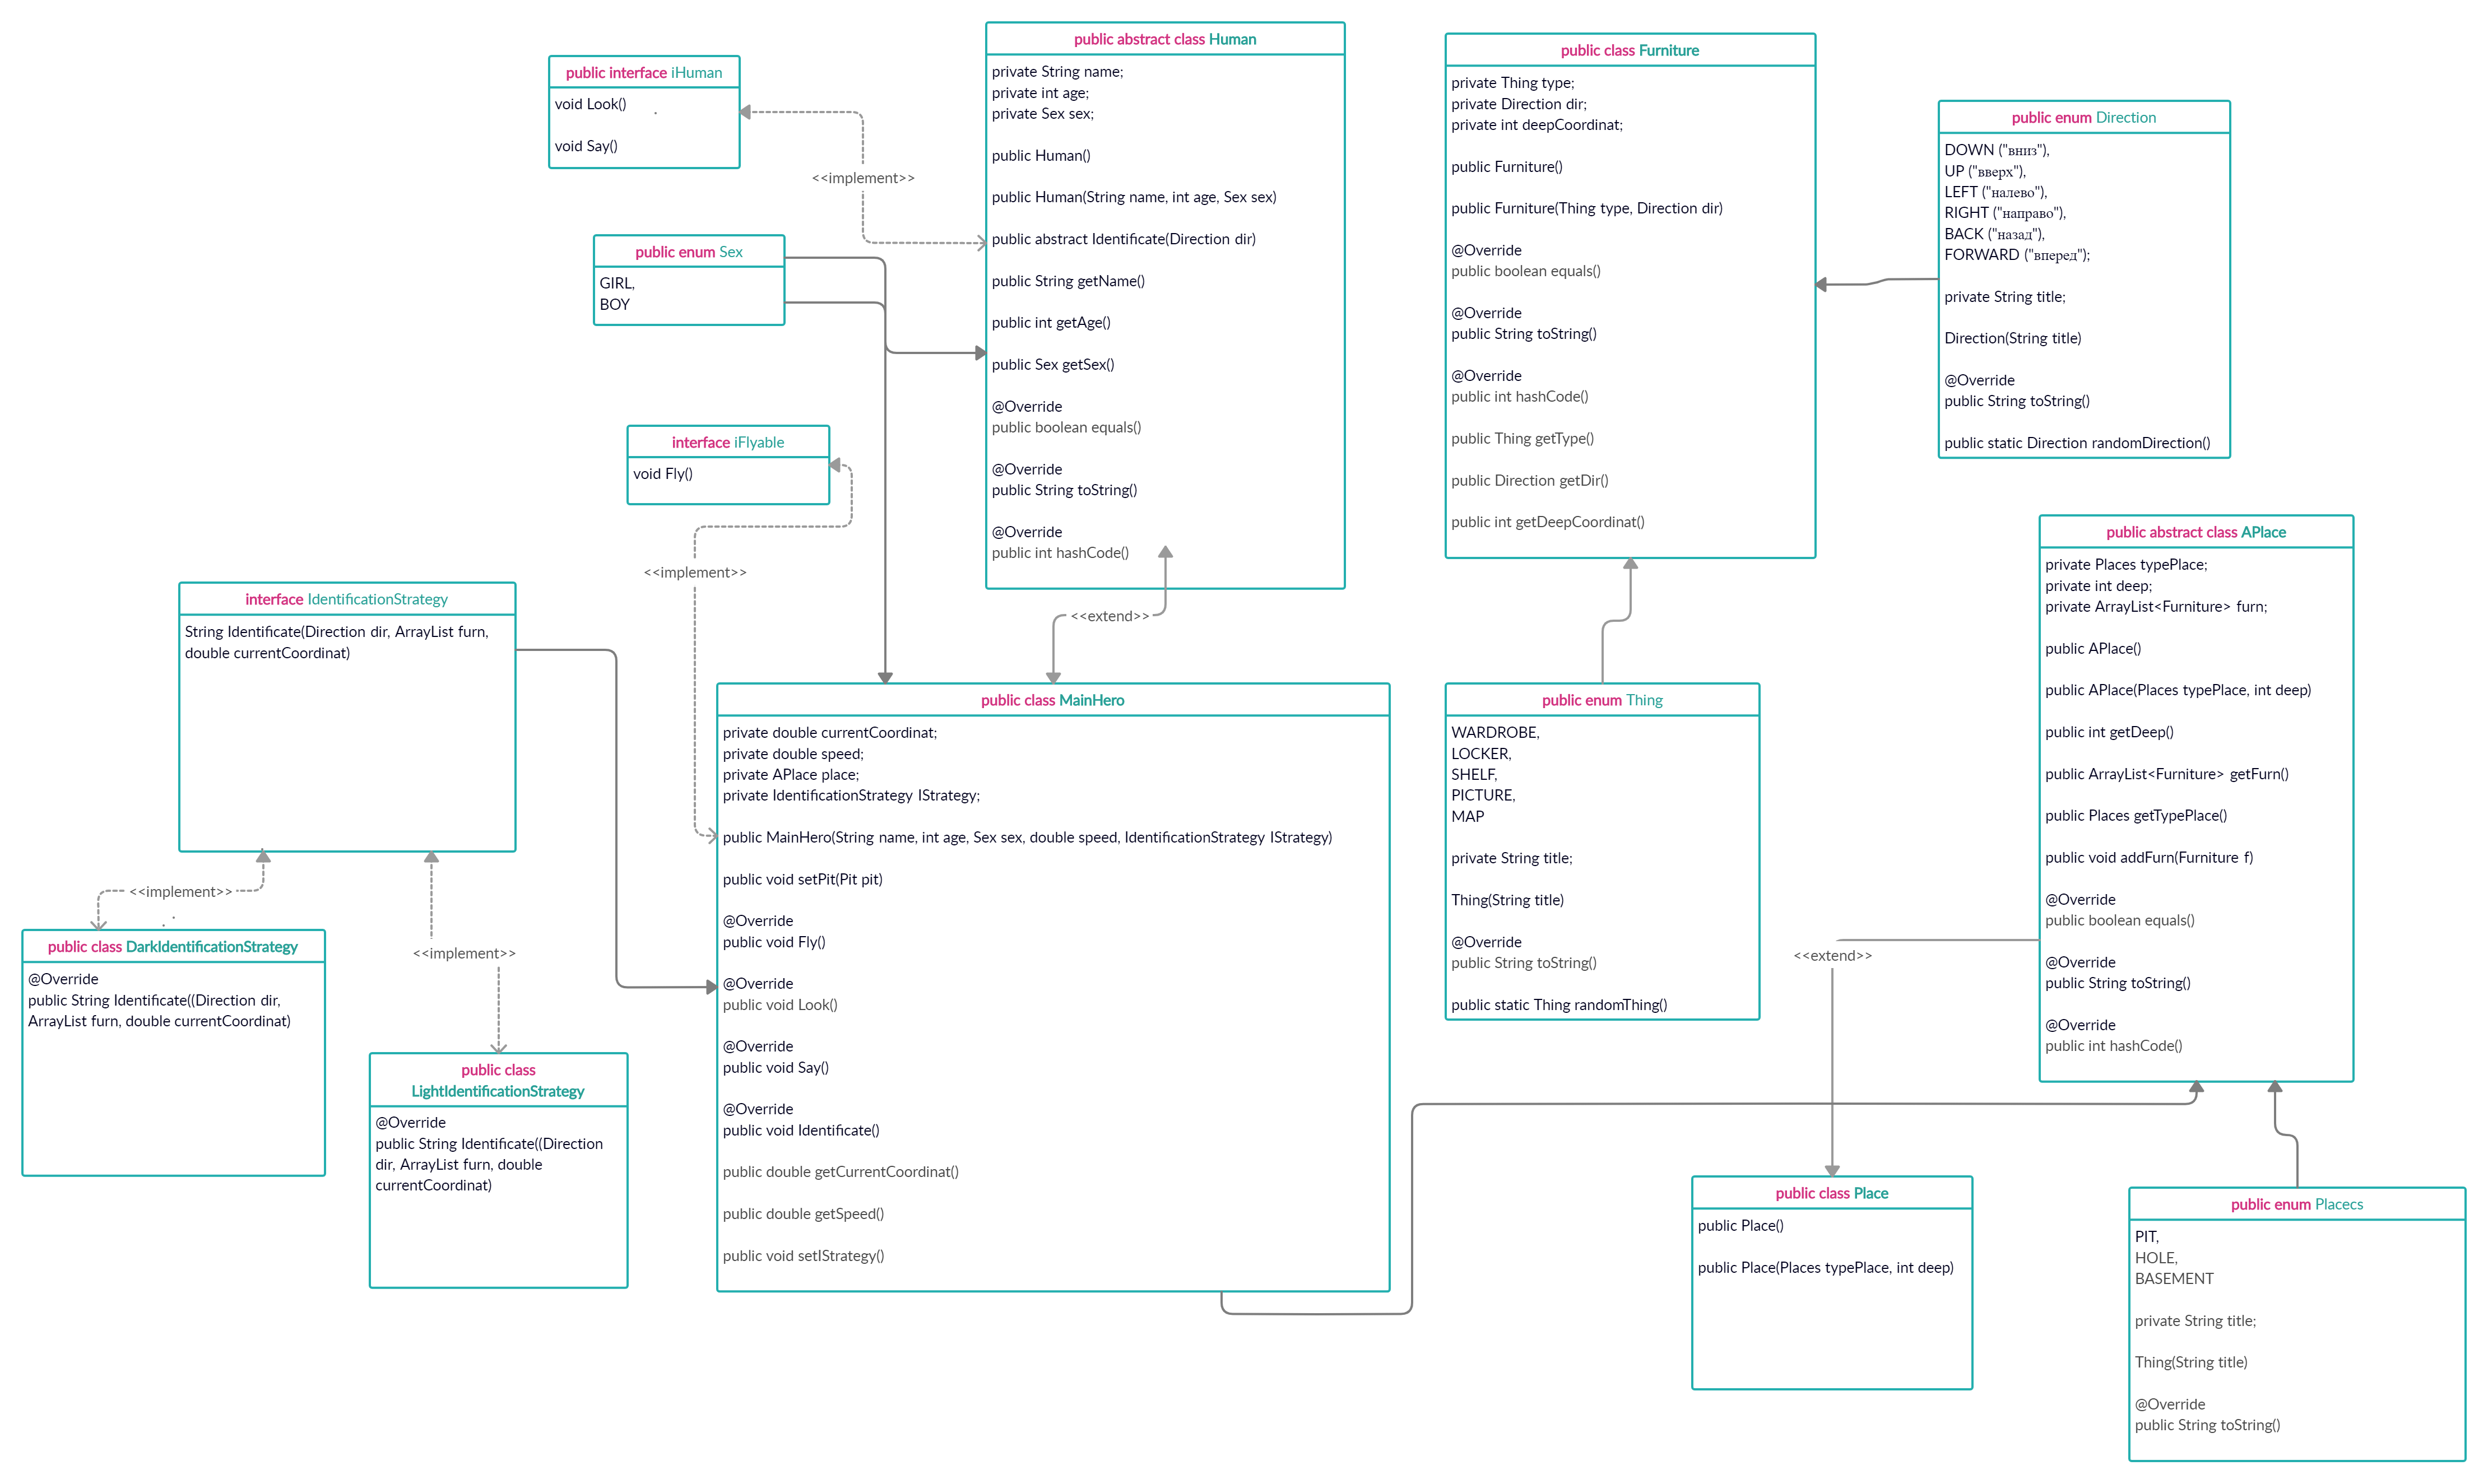 public interface iHuman
void Look()
void Say()
public abstract class Human
private String name;
private int age;
private Sex sex;
public Human()
public Human(String name, int age, Sex sex)
public abstract Identificate(Direction dir)
public String getName()
public int getAge()
public Sex getSex()
@Override
public boolean equals()
@Override
public String toString()
@Override
public int hashCode()
public class Furniture
private Thing type;
private Direction dir;
private int deepCoordinat;
public Furniture()
public Furniture(Thing type, Direction dir)
@Override
public boolean equals()
@Override
public String toString()
@Override
public int hashCode()
public Thing getType()
public Direction getDir()
public int getDeepCoordinat()
public enum Direction
DOWN ("вниз"),
UP ("вверх"),
LEFT ("налево"),
RIGHT ("направо"),
BACK ("назад"),
FORWARD ("вперед");
private String title;
Direction(String title)
@Override
public String toString()
public static Direction randomDirection()
<<implement>>
public enum Sex
GIRL,
BOY
interface iFlyable
void Fly()
<<implement>>
<<extend>>
interface IdentificationStrategy
String Identificate(Direction dir, ArrayList furn,
double currentCoordinat)
<<implement>>
<<implement>>
public class DarkIdentificationStrategy
@Override
public String Identificate((Direction dir,
ArrayList furn, double currentCoordinat)
public class
LightIdentificationStrategy
@Override
public String Identificate((Direction
dir, ArrayList furn, double
currentCoordinat)
public class MainHero
private double currentCoordinat;
private double speed;
private APlace place;
private IdentificationStrategy IStrategy;
public MainHero(String name, int age, Sex sex, double speed, IdentificationStrategy IStrategy)
public void setPit(Pit pit)
@Override
public void Fly()
@Override
public void Look()
@Override
public void Say()
@Override
public void Identificate()
public double getCurrentCoordinat()
public double getSpeed()
public void setIStrategy()
public enum Thing
WARDROBE,
LOCKER,
SHELF,
PICTURE,
MAP
private String title;
Thing(String title)
@Override
public String toString()
public static Thing randomThing()
public abstract class APlace
private Places typePlace;
private int deep;
private ArrayList<Furniture> furn;
public APlace()
public APlace(Places typePlace, int deep)
public int getDeep()
public ArrayList<Furniture> getFurn()
public Places getTypePlace()
public void addFurn(Furniture f)
@Override
public boolean equals()
@Override
public String toString()
@Override
public int hashCode()
<<extend>>
public class Place
public Place()
public Place(Places typePlace, int deep)
public enum Placecs
PIT,
HOLE,
BASEMENT
private String title;
Thing(String title)
@Override
public String toString()